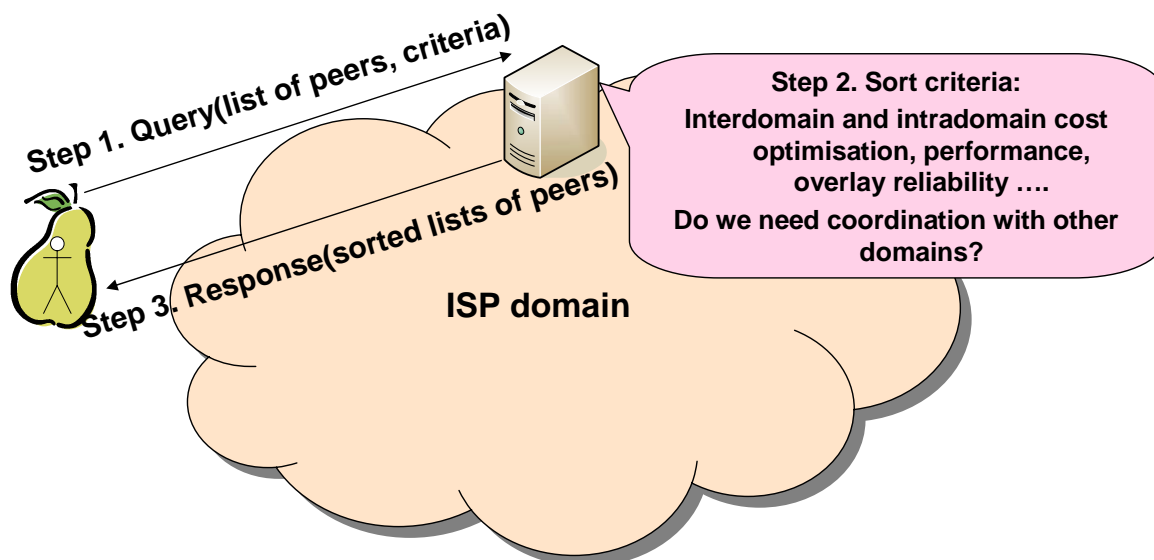 Step 1. Query(list of peers, criteria)
Step 2. Sort criteria:
Interdomain and intradomain cost
optimisation, performance,
overlay reliability ....
Do we need coordination with other
domains?
Step 3. Response(sorted lists of peers)
ISP domain